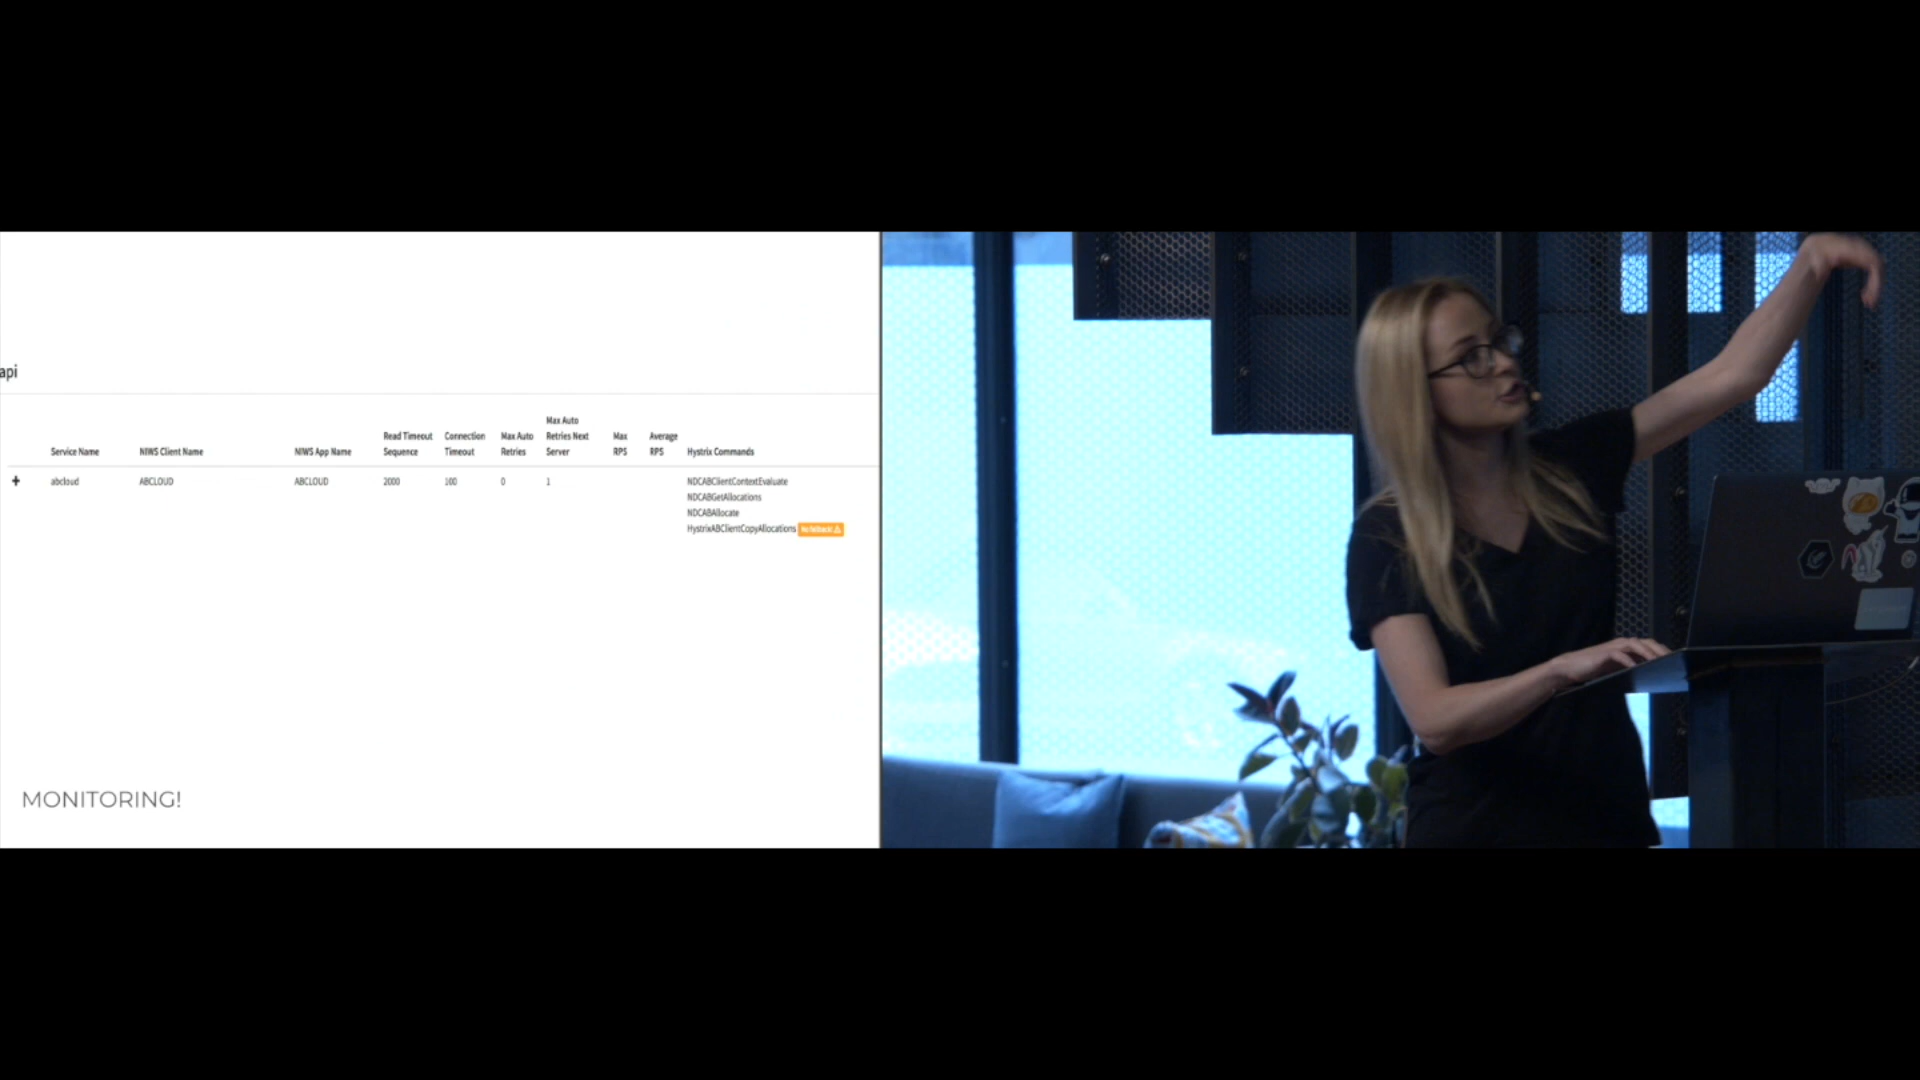 api
Service Name NIWS Client Name NIWS App Name Read Timeout Sequence Connection Timeout Max Auto Retries Max Auto Retries Next Server Max RPS Average RPS Hystrix Commands
abcloud ABCLOUD ABCLOUD 2000 100 0 1 NDCABClientContextEvaluate
NDCABGetAllocations
NDCABAllocate
HystrixABClientCopyAllocations No fallback!
MONITORING!